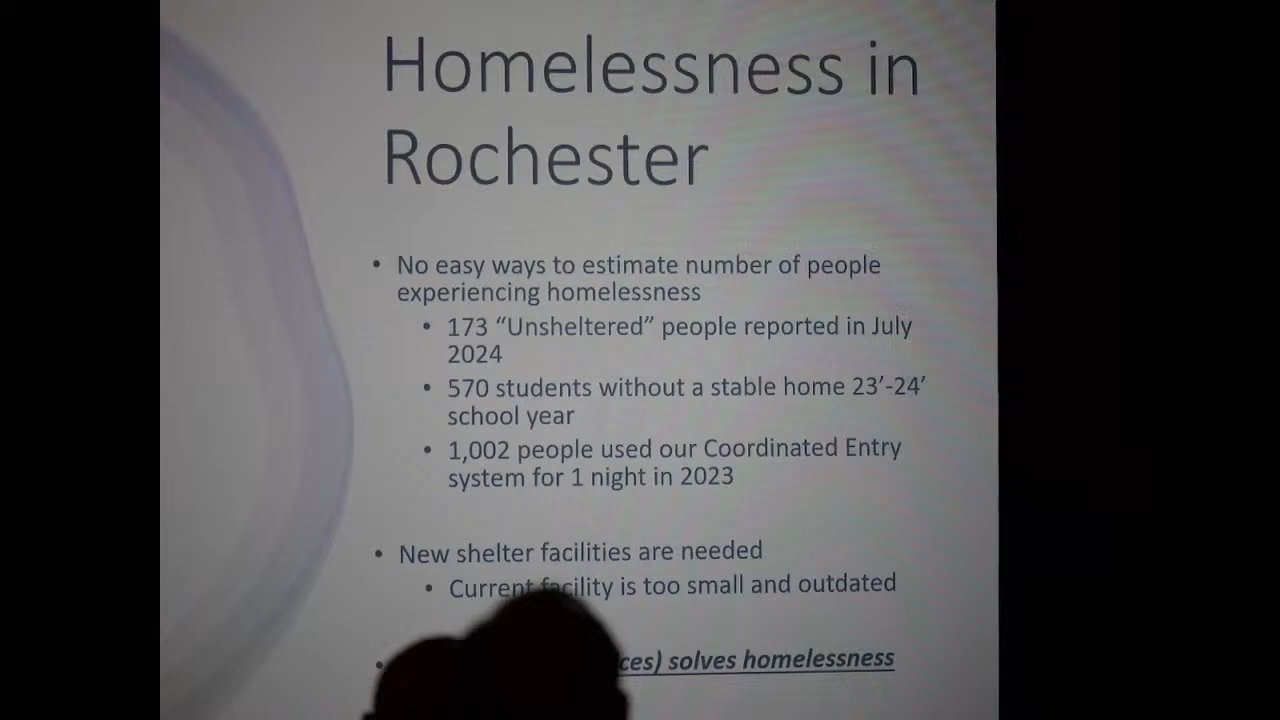 Homelessness in
Rochester
• No easy ways to estimate number of people
experiencing homelessness
• 173 “Unsheltered” people reported in July
2024
• 570 students without a stable home 23’-24’
school year
• 1,002 people used our Coordinated Entry
system for 1 night in 2023
• New shelter facilities are needed
• Current facility is too small and outdated
• solves homelessness